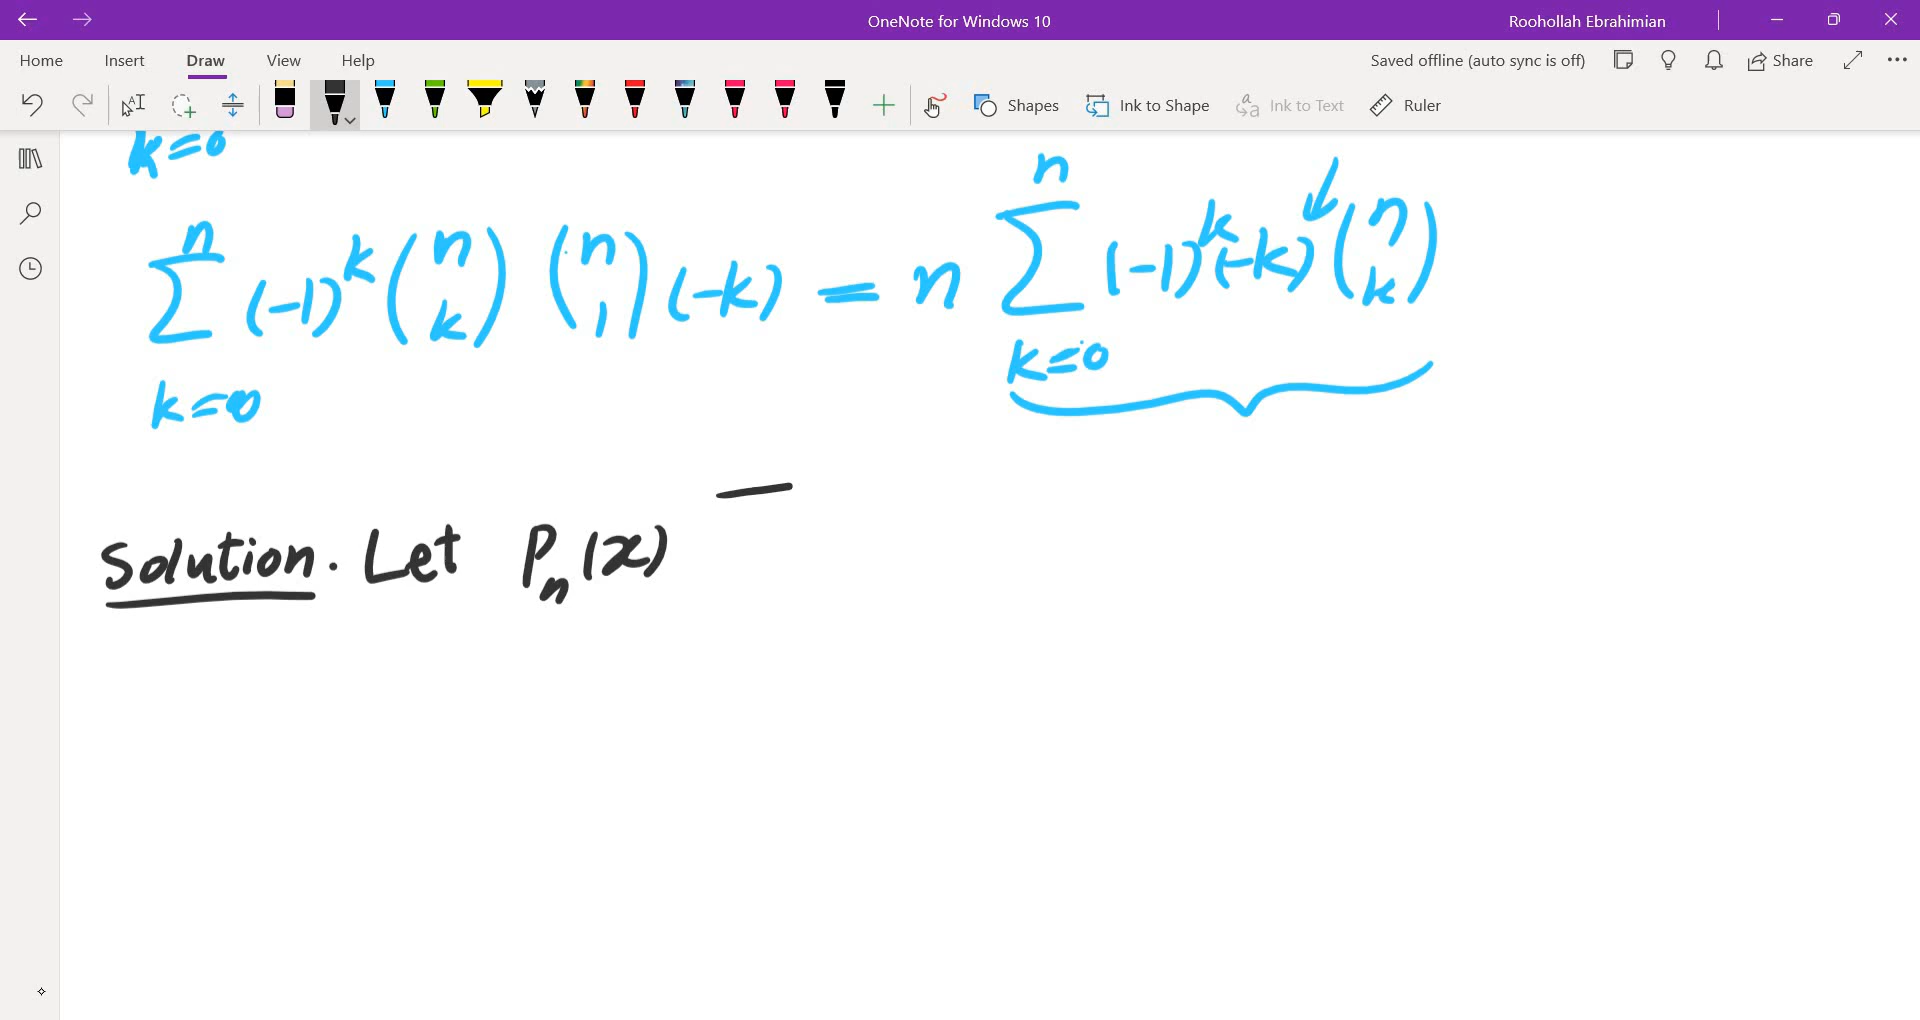 OneNote for Windows 10
Roohollah Ebrahimian
Home Insert Draw View Help
Saved offline (auto sync is off) Share
Shapes Ink to Shape Ink to Text Ruler
k=0
n
∑ (-1)^k (n k) (n 1) (-k) = n ∑ (-1)^k (-k) (n k)
n
k=0
k=0
Solution. Let P_n(x)